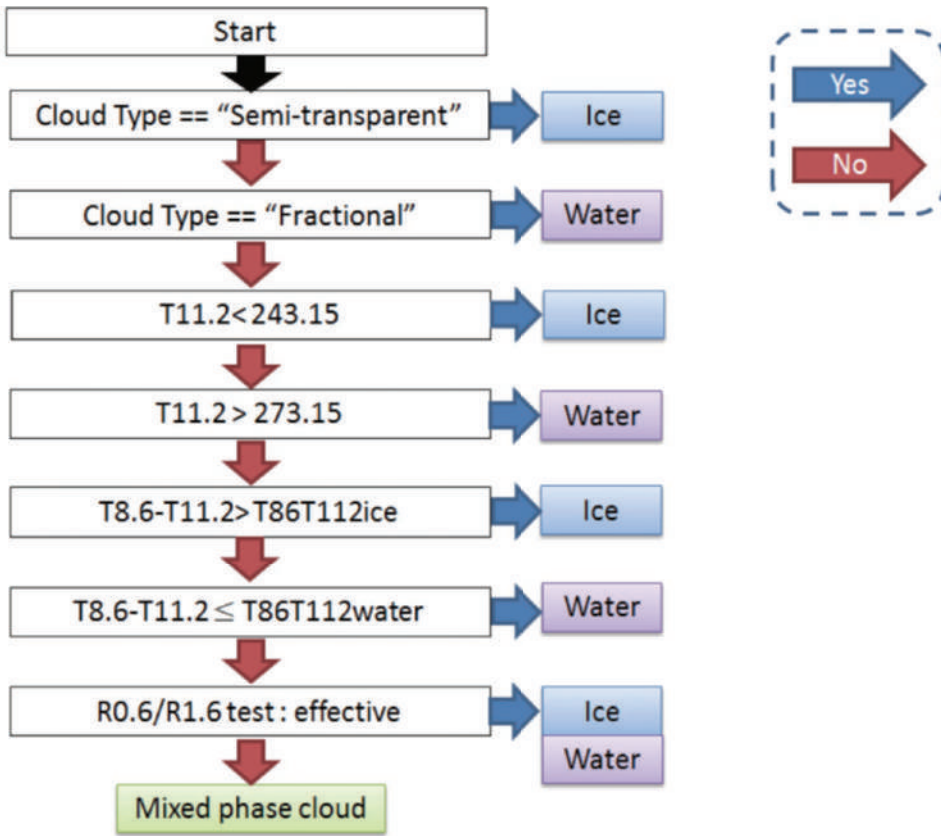 Start
Cloud Type == “Semi-transparent”
Ice
Cloud Type == “Fractional”
Water
T11.2<243.15
Ice
T11.2 > 273.15
Water
T8.6-T11.2>T86T112ice
Ice
T8.6-T11.2 ≤ T86T112water
Water
R0.6/R1.6 test : effective
Ice
Water
Mixed phase cloud
Yes
No